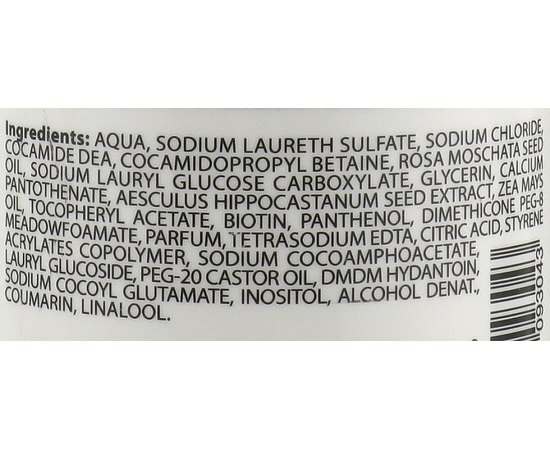 Ingredients: AQUA, SODIUM LAURETH SULFATE, SODIUM CHLORIDE,
COCAMIDE DEA, COCAMIDOPROPYL BETAINE, ROSA MOSCHATA SEED
OIL, SODIUM LAURYL GLUCOSE CARBOXYLATE, GLYCERIN, CALCIUM
PANTOTHENATE, AESCULUS HIPPOCASTANUM SEED EXTRACT, ZEA MAYS
OIL, TOCOPHERYL ACETATE, BIOTIN, PANTHENOL, DIMETHICONE PEG-8
MEADOWFOAMATE, PARFUM, TETRASODIUM EDTA, CITRIC ACID, STYRENE
ACRYLATES COPOLYMER, SODIUM COCOAMPHOACETATE,
LAURYL GLUCOSIDE, PEG-20 CASTOR OIL, DMDM HYDANTOIN,
SODIUM COCOYL GLUTAMATE, INOSITOL, ALCOHOL DENAT.,
COUMARIN, LINALOOL.
093043